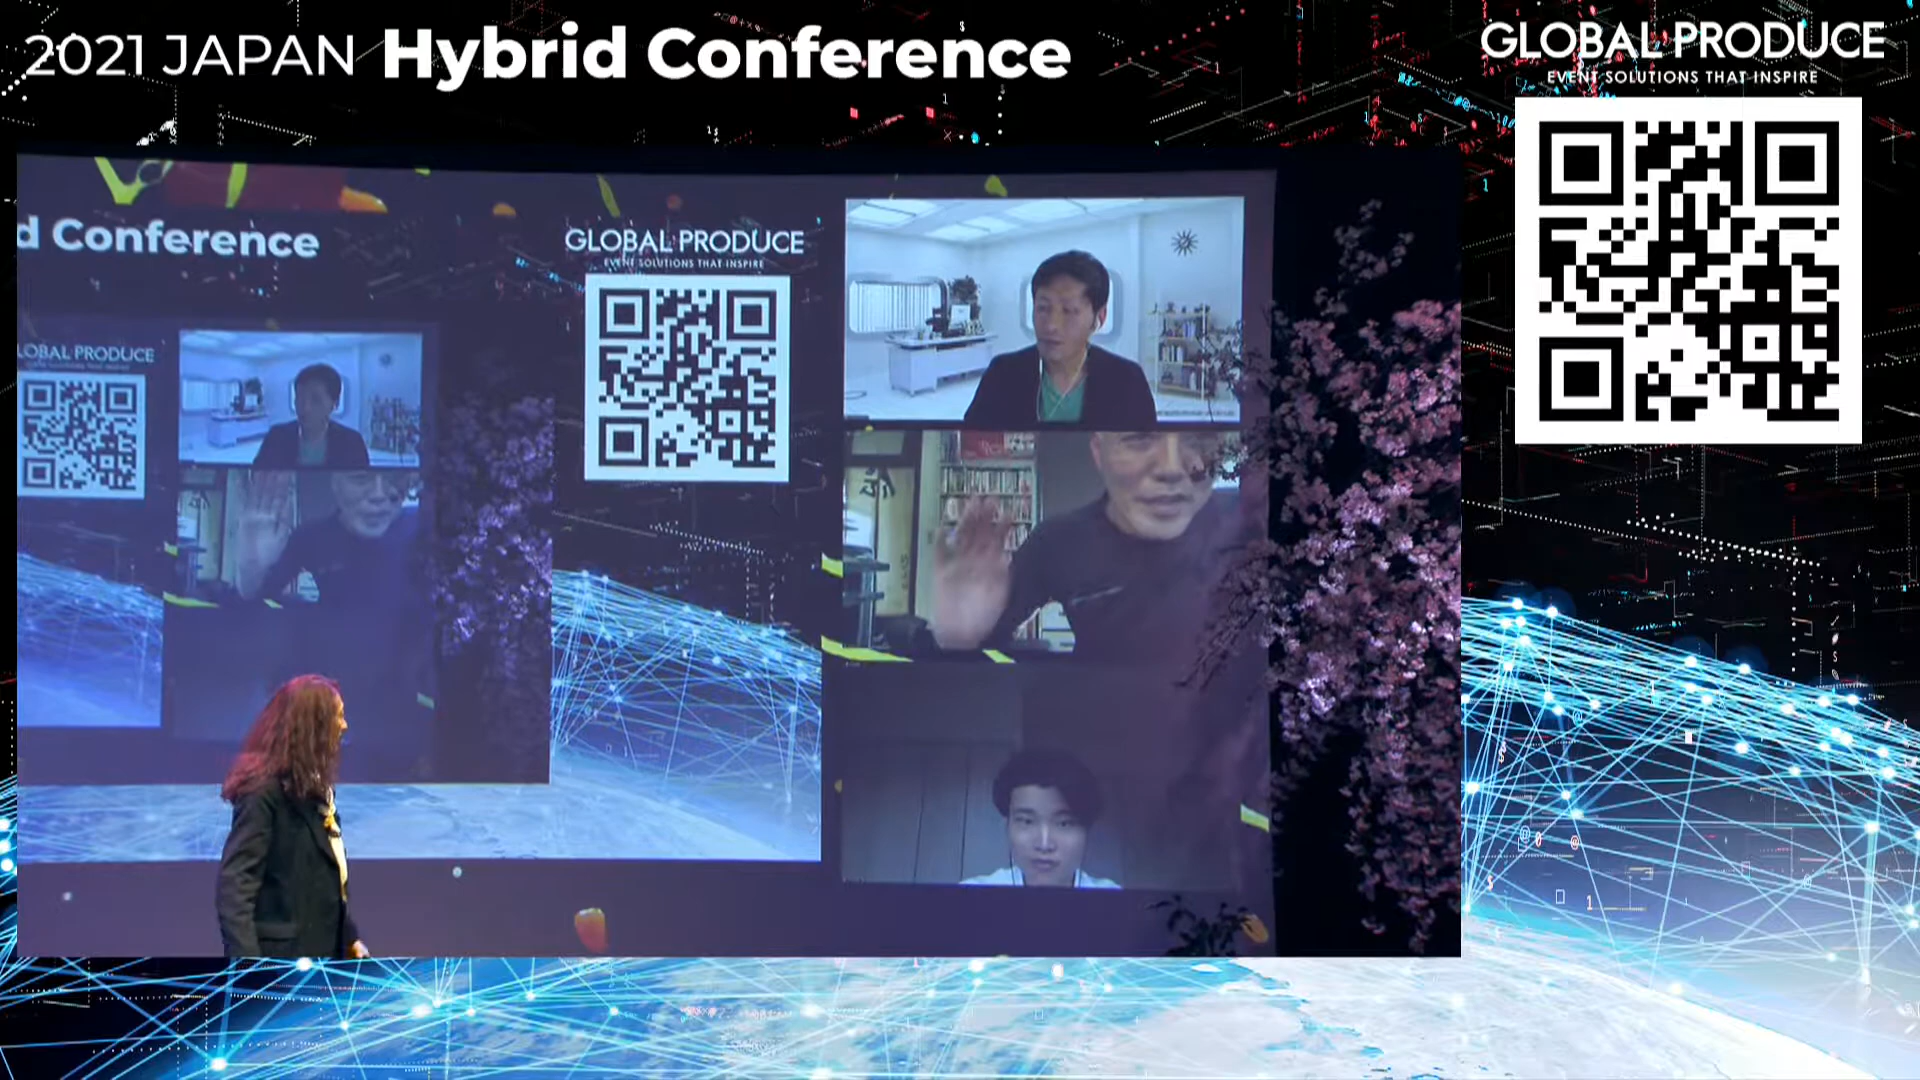 2021 JAPAN Hybrid Conference
GLOBAL PRODUCE
EVENT SOLUTIONS THAT INSPIRE
d Conference
GLOBAL PRODUCE
EVENT SOLUTIONS THAT INSPIRE
LOBAL PRODUCE